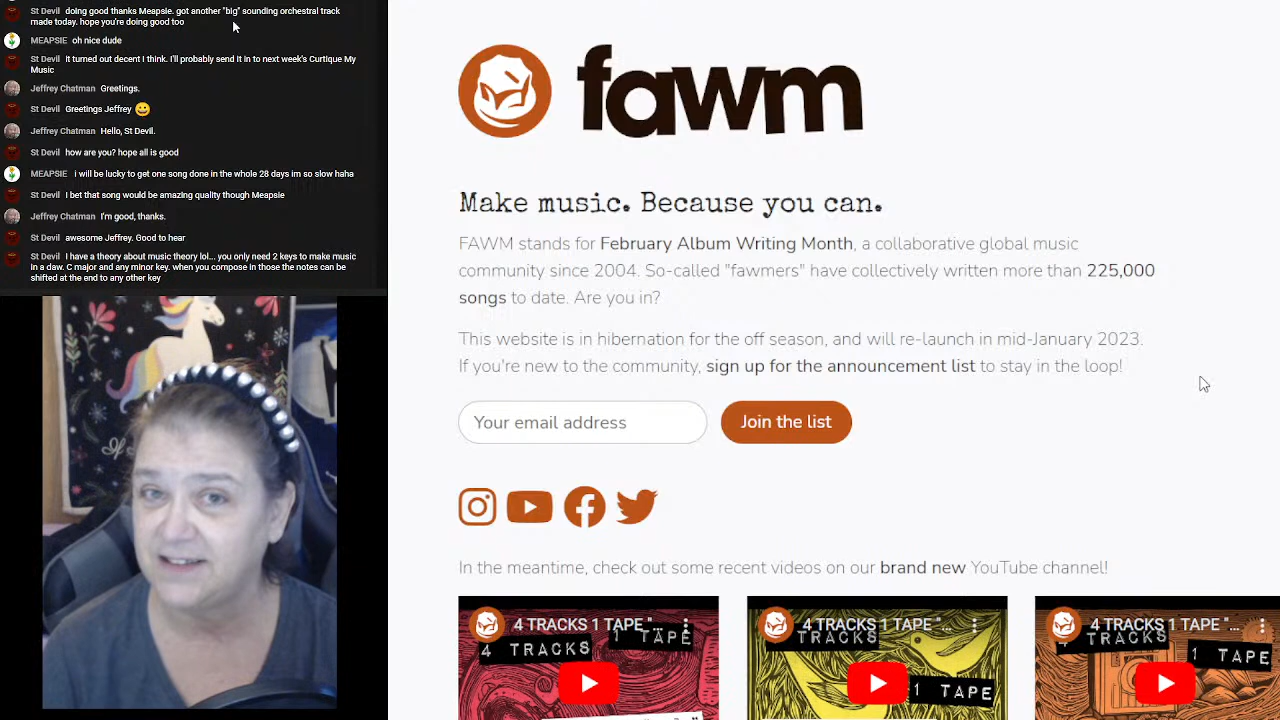 St Devil doing good thanks Meapsie. got another "big" sounding orchestral track
made today. hope you're doing good too
MEAPSIE oh nice dude
St Devil It turned out decent I think. I'll probably send it in to next week's Curtique My
Music
Jeffrey Chatman Greetings.
St Devil Greetings Jeffrey 😀
Jeffrey Chatman Hello, St Devil.
St Devil how are you? hope all is good
MEAPSIE i will be lucky to get one song done in the whole 28 days im so slow haha
St Devil I bet that song would be amazing quality though Meapsie
Jeffrey Chatman I'm good, thanks.
St Devil awesome Jeffrey. Good to hear
St Devil I have a theory about music theory lol... you only need 2 keys to make music
in a daw. C major and any minor key. when you compose in these the notes can be
shifted at the end to any other key
fawm
Make music. Because you can.
FAWM stands for February Album Writing Month, a collaborative global music
community since 2004. So-called "fawmers" have collectively written more than 225,000
songs to date. Are you in?
This website is in hibernation for the off season, and will re-launch in mid-January 2023.
If you're new to the community, sign up for the announcement list to stay in the loop!
Your email address
Join the list
In the meantime, check out some recent videos on our brand new YouTube channel!
4 TRACKS 1 TAPE "...
4 TRACKS
1 TAPE
4 TRACKS 1 TAPE "...
TRACKS
1 TAPE
4 TRACKS 1 TAPE "...
4 TRACKS
1 TAPE